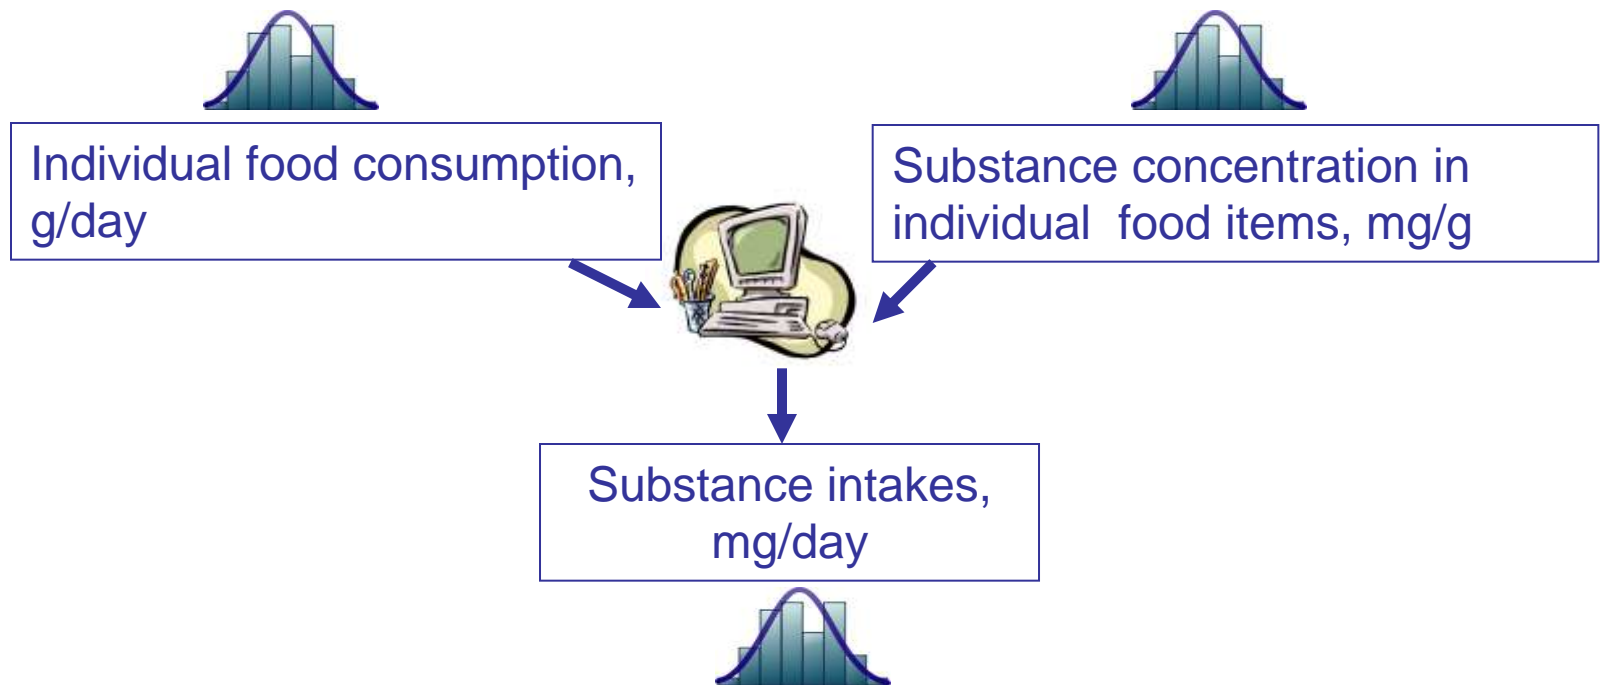 Individual food consumption,
g/day
Substance concentration in
individual  food items, mg/g
Substance intakes,
mg/day